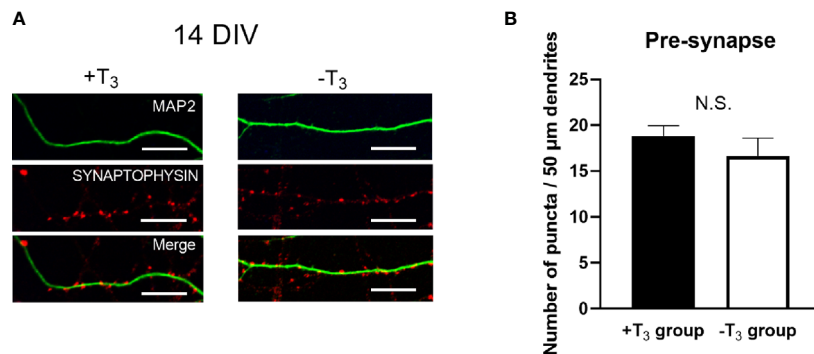 A
14 DIV
+T₃
-T₃
MAP2
SYNAPTOPHYSIN
Merge
B
Pre-synapse
Number of puncta / 50 µm dendrites
25
20
15
10
5
0
N.S.
+T₃ group
-T₃ group